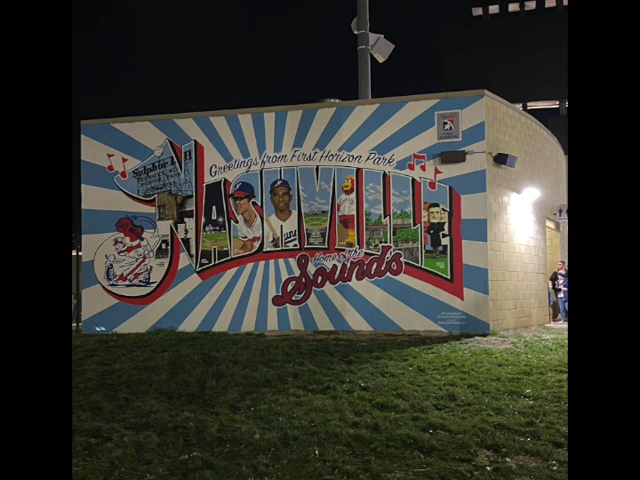 Greetings from First Horizon Park
Sulphur Dell
NASHVILLE
Home of the
Sounds